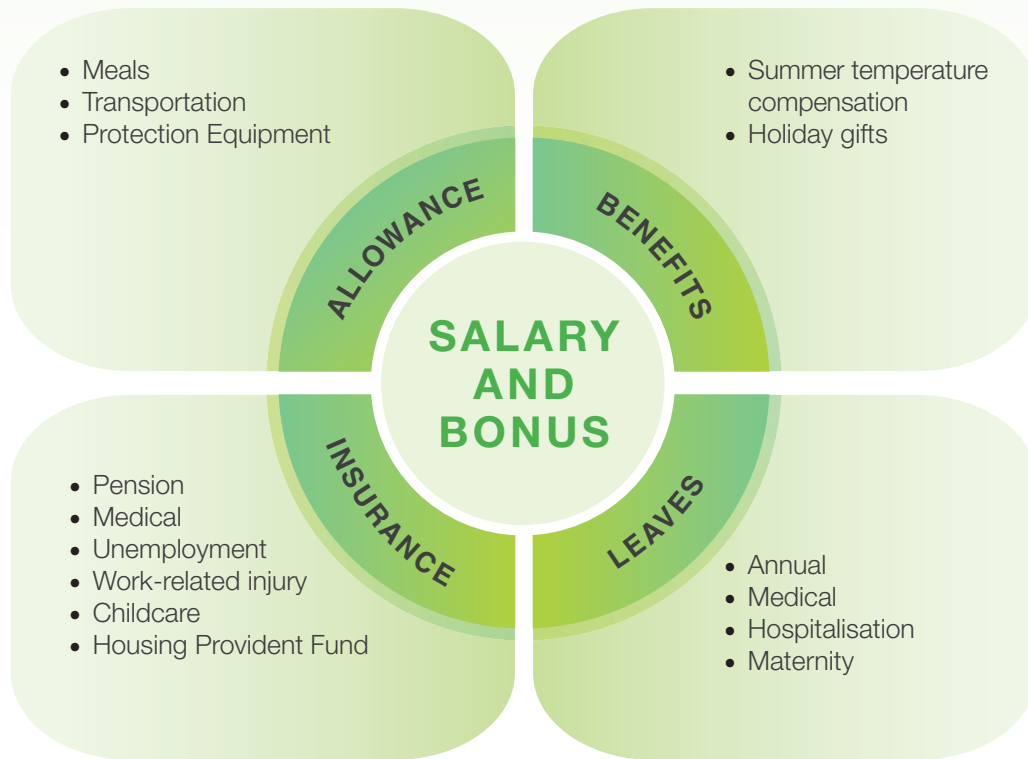 • Meals
• Transportation
• Protection Equipment
ALLOWANCE
• Summer temperature
compensation
• Holiday gifts
BENEFITS
SALARY
AND
BONUS
INSURANCE
• Pension
• Medical
• Unemployment
• Work-related injury
• Childcare
• Housing Provident Fund
LEAVES
• Annual
• Medical
• Hospitalisation
• Maternity